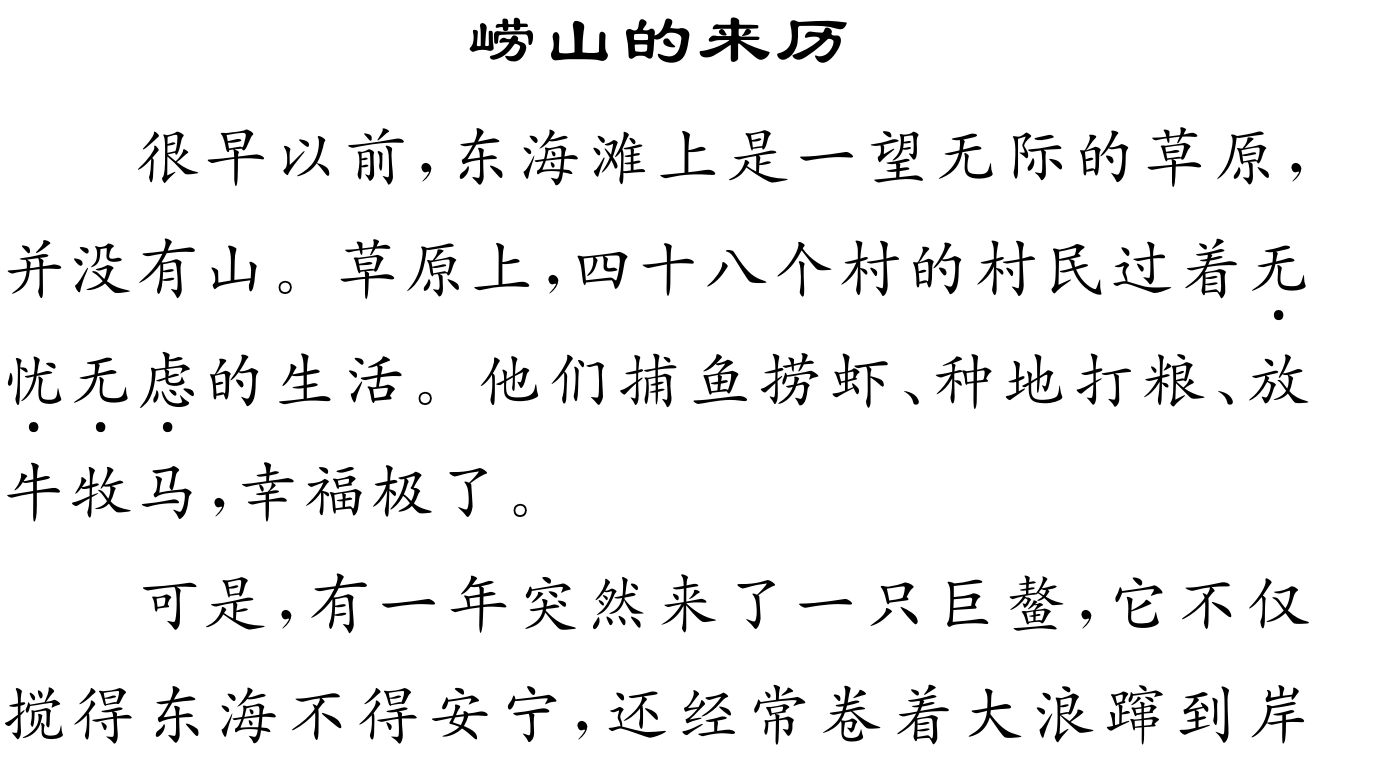 崂山的来历
很早以前，东海滩上是一望无际的草原，
并没有山。草原上，四十八个村的村民过着无
忧无虑的生活。他们捕鱼捞虾、种地打粮、放
牛牧马，幸福极了。
可是，有一年突然来了一只巨鳌，它不仅
搅得东海不得安宁，还经常卷着大浪蹿到岸